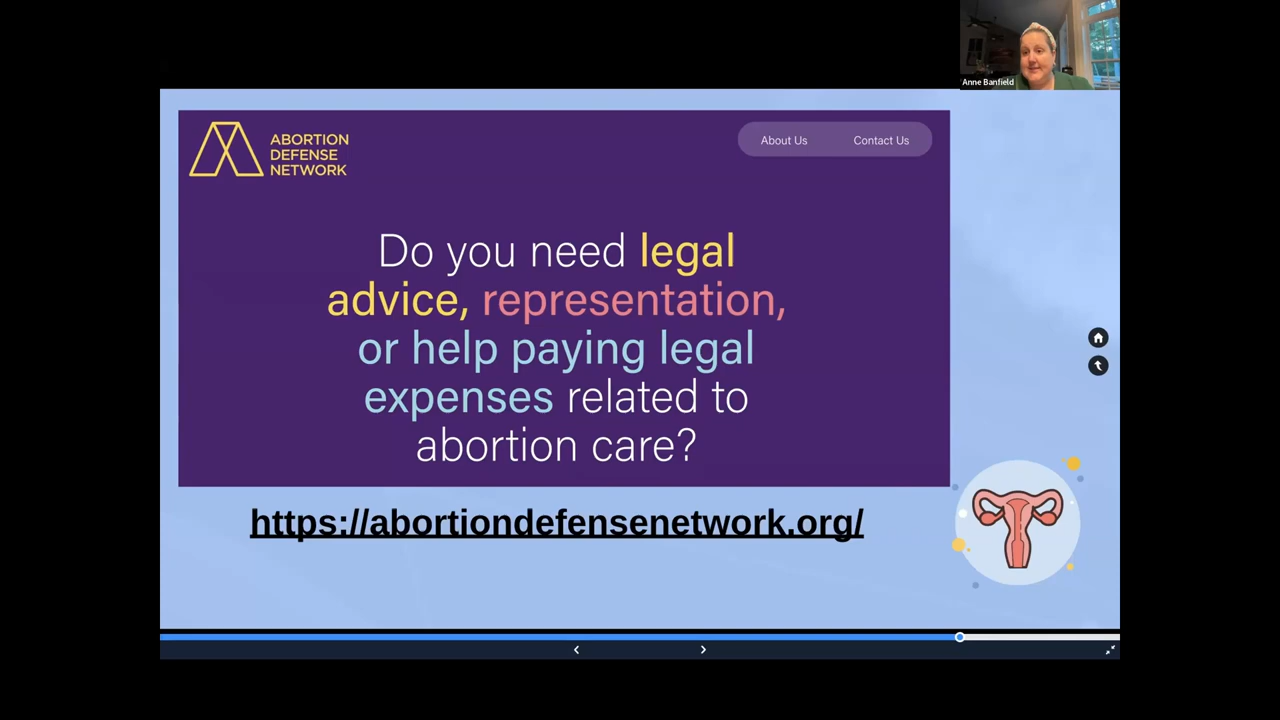 Anne Banfield
ABORTION
DEFENSE
NETWORK
About Us
Contact Us
Do you need legal
advice, representation,
or help paying legal
expenses related to
abortion care?
https://abortiondefensenetwork.org/